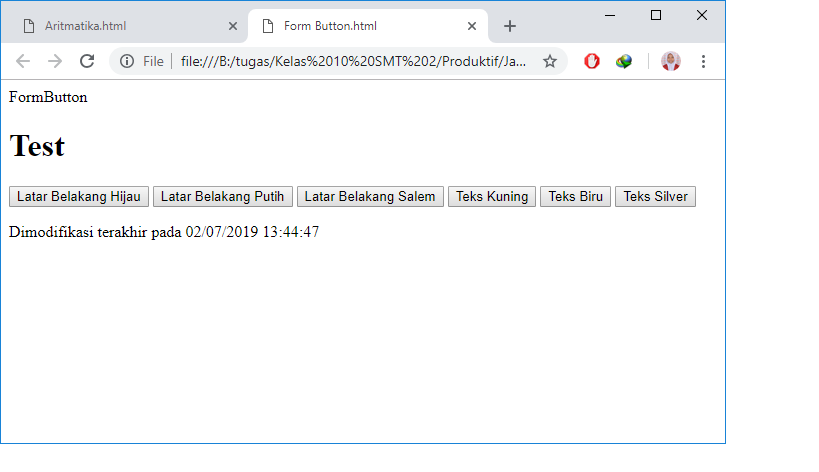 Aritmatika.html Form Button.html
File file:///B:/tugas/Kelas%2010%20SMT%202/Produktif/Ja...
FormButton
Test
Latar Belakang Hijau Latar Belakang Putih Latar Belakang Salem Teks Kuning Teks Biru Teks Silver
Dimodifikasi terakhir pada 02/07/2019 13:44:47